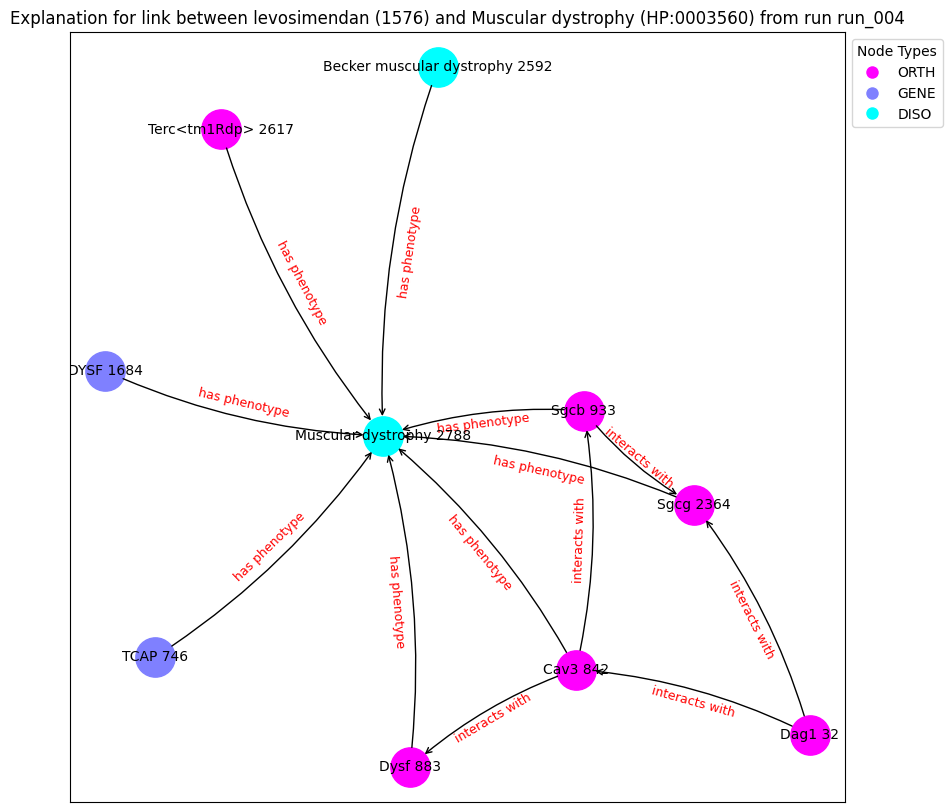 Explanation for link between levosimendan (1576) and Muscular dystrophy (HP:0003560) from run run_004
Node Types
ORTH
GENE
DISO
Becker muscular dystrophy 2592
Terc<tm1Rdp> 2617
has phenotype
has phenotype
DYSF 1684
has phenotype
Sgcb 933
has phenotype
Muscular dystrophy 2788
interacts with
has phenotype
Sgcg 2364
has phenotype
has phenotype
interacts with
has phenotype
interacts with
TCAP 746
Cav3 842
interacts with
interacts with
Dag1 32
Dysf 883